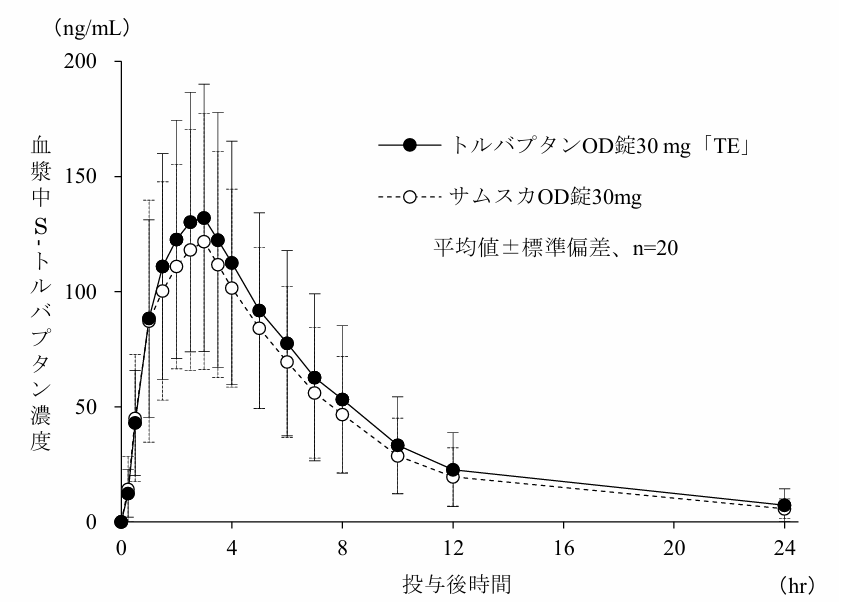 （ng/mL）
200
150
100
50
0
血漿中S-トルバプタン濃度
トルバプタンOD錠30 mg「TE」
サムスカOD錠30mg
平均値±標準偏差、n=20
0 4 8 12 16 20 24
投与後時間
（hr）